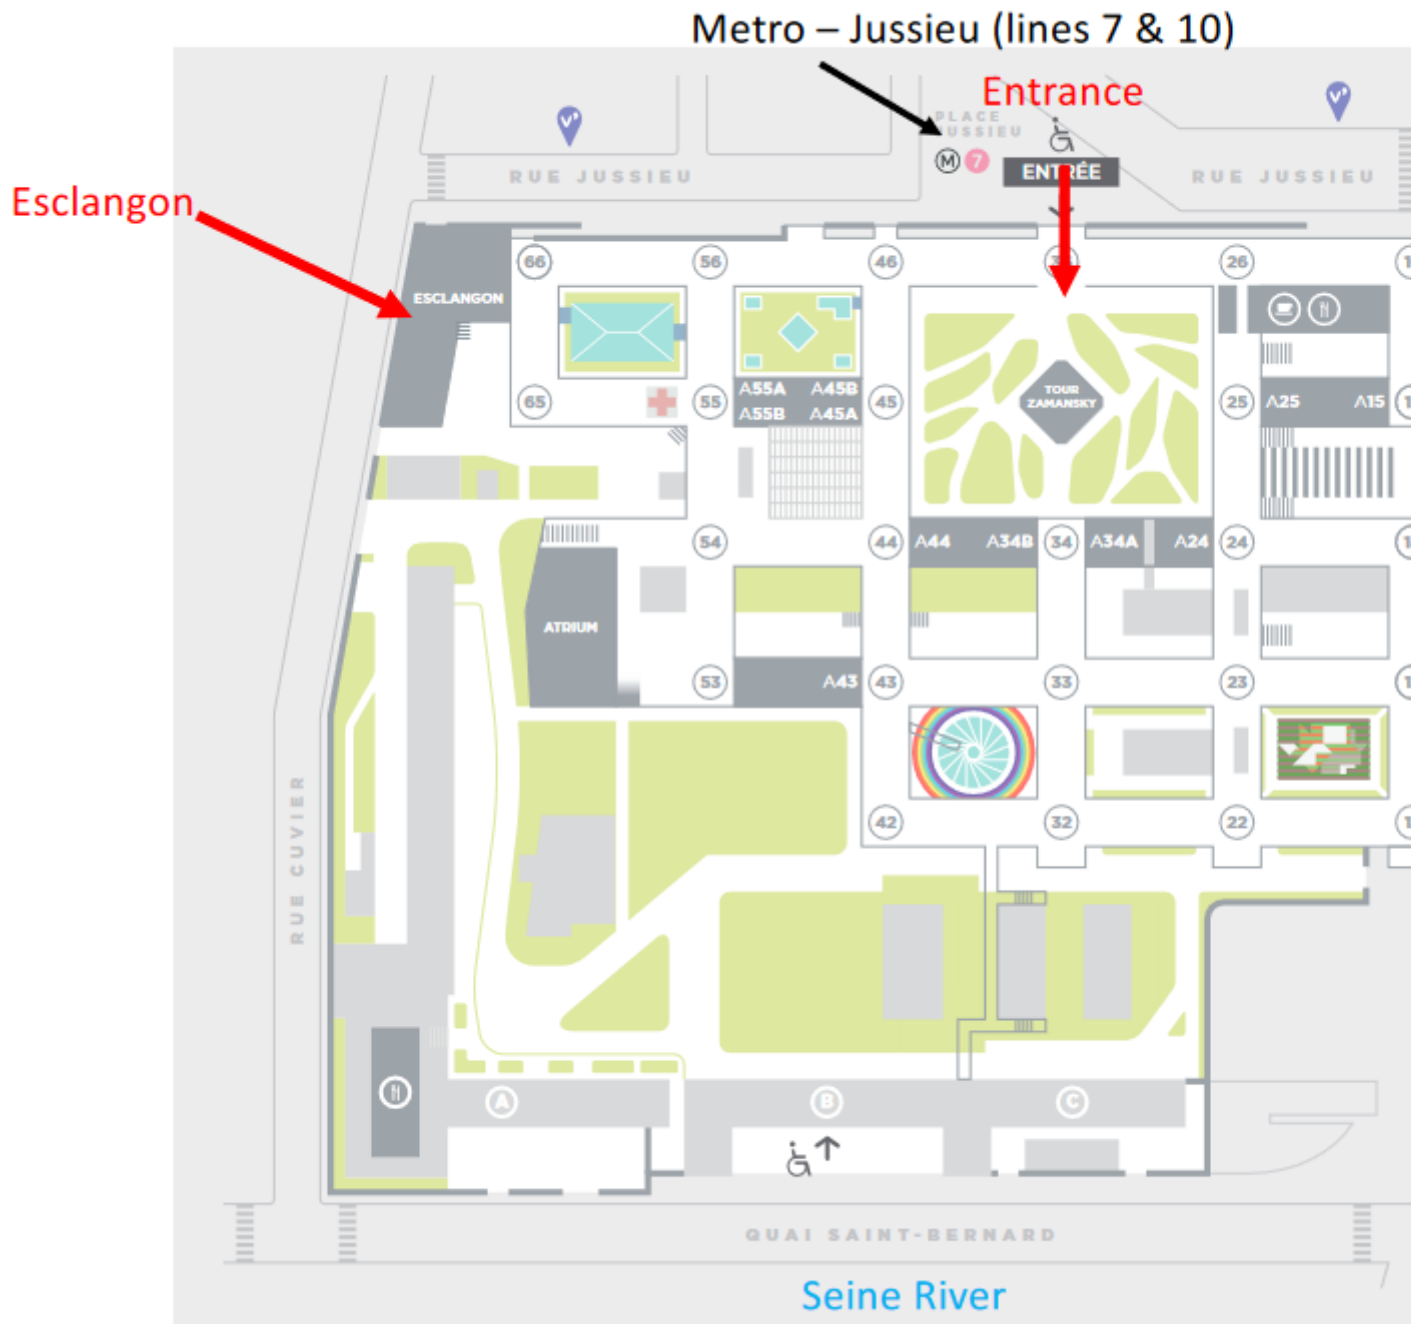 Metro – Jussieu (lines 7 & 10)
Entrance
PLACE
JUSSIEU
M 7
ENTRÉE
RUE JUSSIEU
RUE JUSSIEU
Esclangon
66
56
46
26
ESCLANGON
TOUR
ZAMANSKY
65
55
A55A A45B
A55B A45A
45
25
A25 A15
54
44
A44 A34B
34
A34A A24
24
ATRIUM
53
A43
43
33
23
42
32
22
RUE CUVIER
A
B
C
QUAI SAINT-BERNARD
Seine River